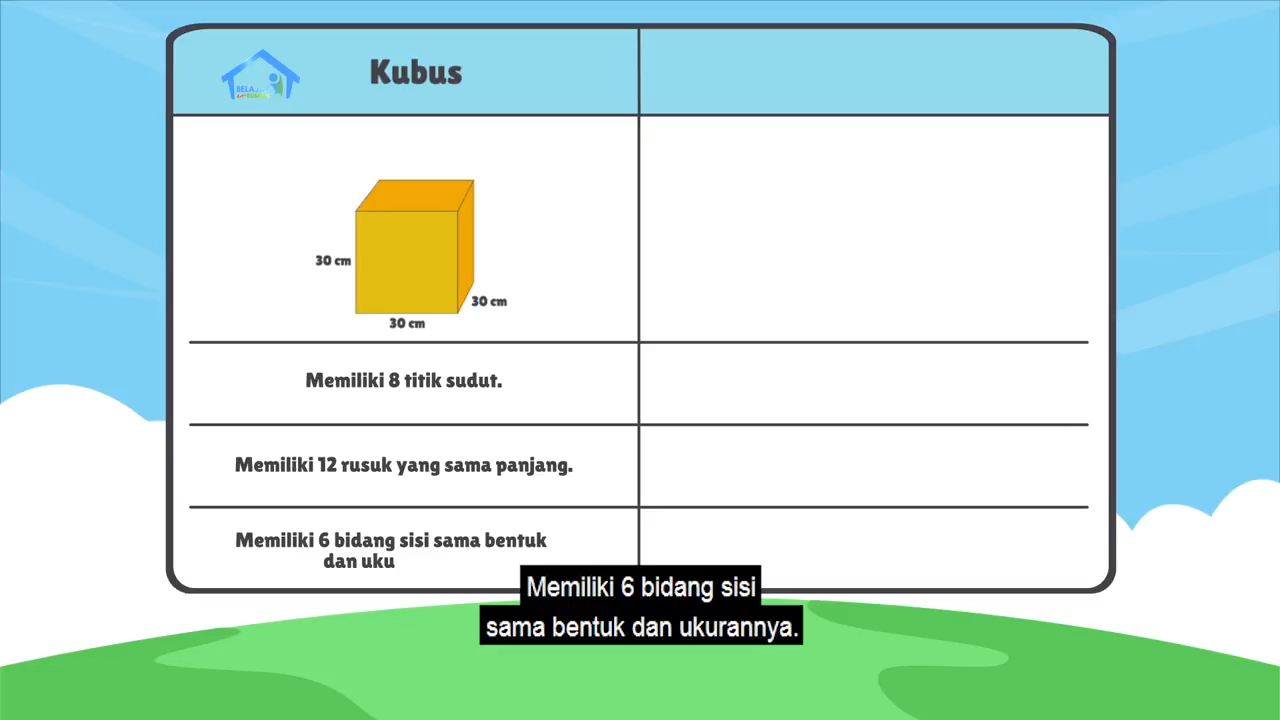 BELAJAR
Kubus
30 cm
30 cm
30 cm
Memiliki 8 titik sudut.
Memiliki 12 rusuk yang sama panjang.
Memiliki 6 bidang sisi sama bentuk
dan uku
Memiliki 6 bidang sisi
sama bentuk dan ukurannya.